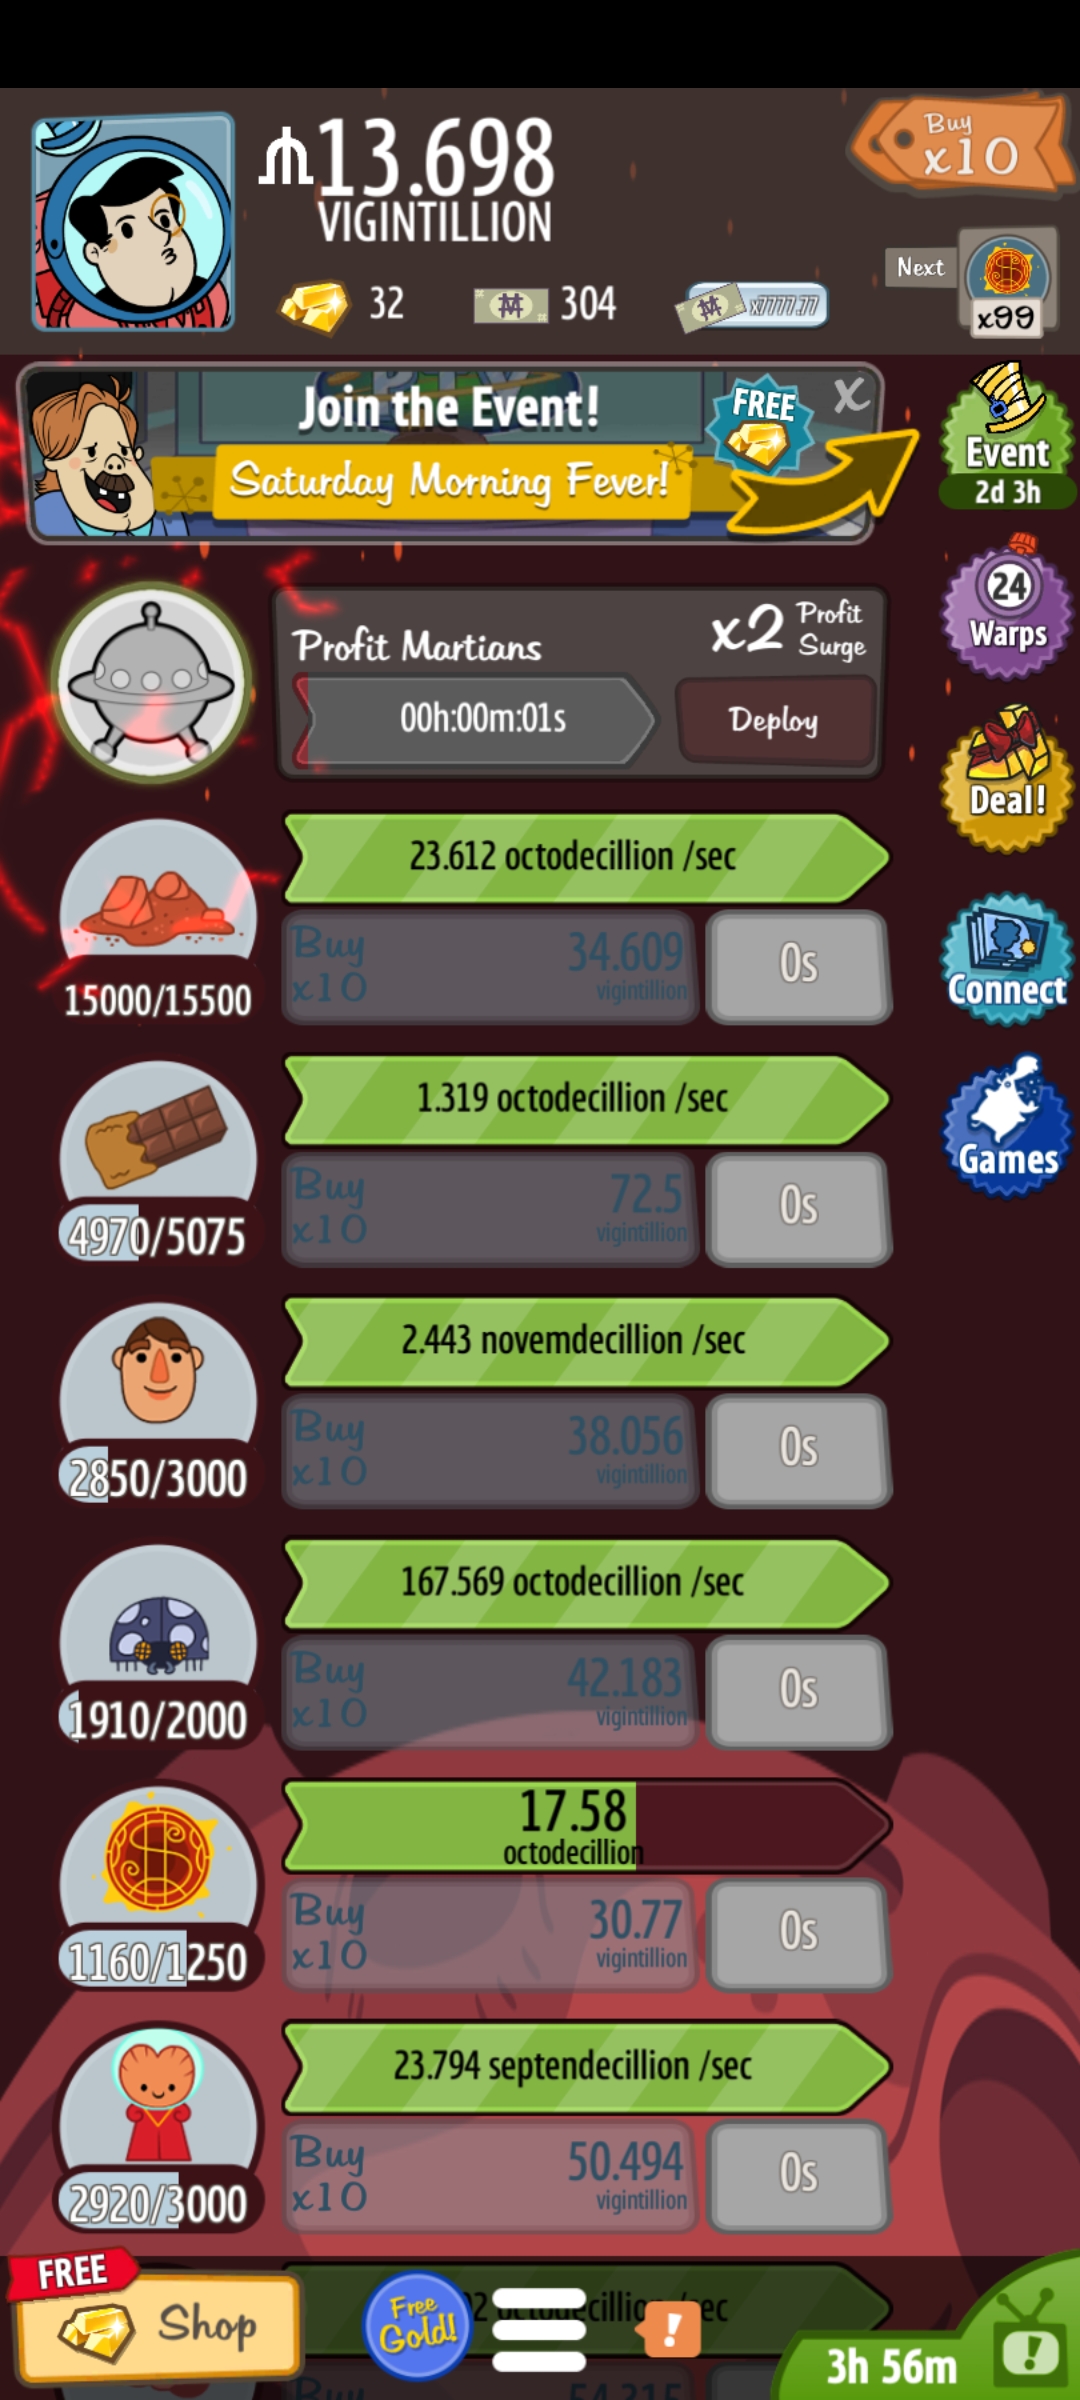 13.698
VIGINTILLION
Buy
x10
32
304
x7777.77
Next
x99
Join the Event!
FREE
X
Saturday Morning Fever!
Event
2d 3h
24
Warps
Profit Martians
x2 Profit
Surge
00h:00m:01s
Deploy
Deal!
23.612 octodecillion /sec
Buy
x10
34.609
vigintillion
0s
15000/15500
Connect
1.319 octodecillion /sec
Buy
x10
72.5
vigintillion
0s
4970/5075
Games
2.443 novemdecillion /sec
Buy
x10
38.056
vigintillion
0s
2850/3000
167.569 octodecillion /sec
Buy
x10
42.183
vigintillion
0s
1910/2000
17.58
octodecillion
Buy
x10
30.77
vigintillion
0s
1160/1250
23.794 septendecillion /sec
Buy
x10
50.494
vigintillion
0s
2920/3000
FREE
Shop
Free
Gold!
!
3h 56m
!
Buy
54.315